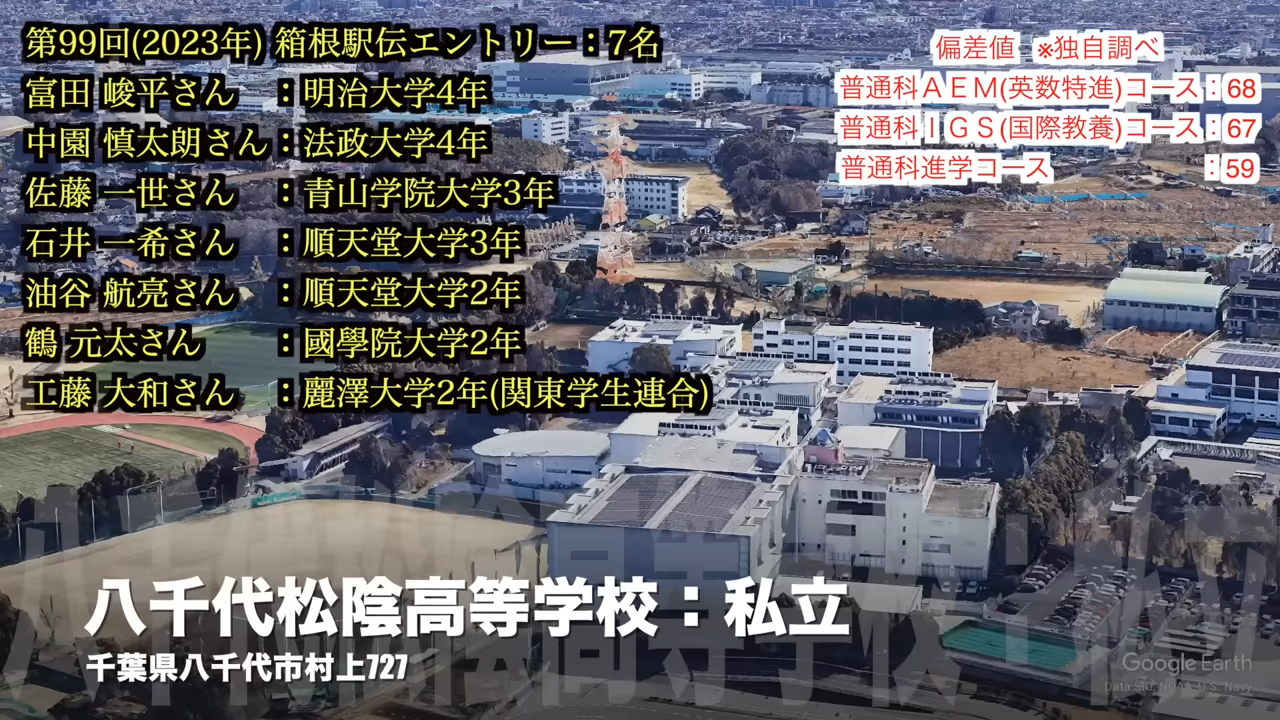 第99回(2023年) 箱根駅伝エントリー：7名
富田 峻平さん ：明治大学4年
中園 慎太朗さん：法政大学4年
佐藤 一世さん ：青山学院大学3年
石井 一希さん ：順天堂大学3年
油谷 航亮さん ：順天堂大学2年
鶴 元太さん ：國學院大学2年
工藤 大和さん ：麗澤大学2年(関東学生連合)
偏差値 ※独自調べ
普通科ＡＥＭ(英数特進)コース：68
普通科ＩＧＳ(国際教養)コース：67
普通科進学コース ：59
八千代松陰高等学校：私立
千葉県八千代市村上727
Google Earth
Data SIO, NOAA, U.S. Navy